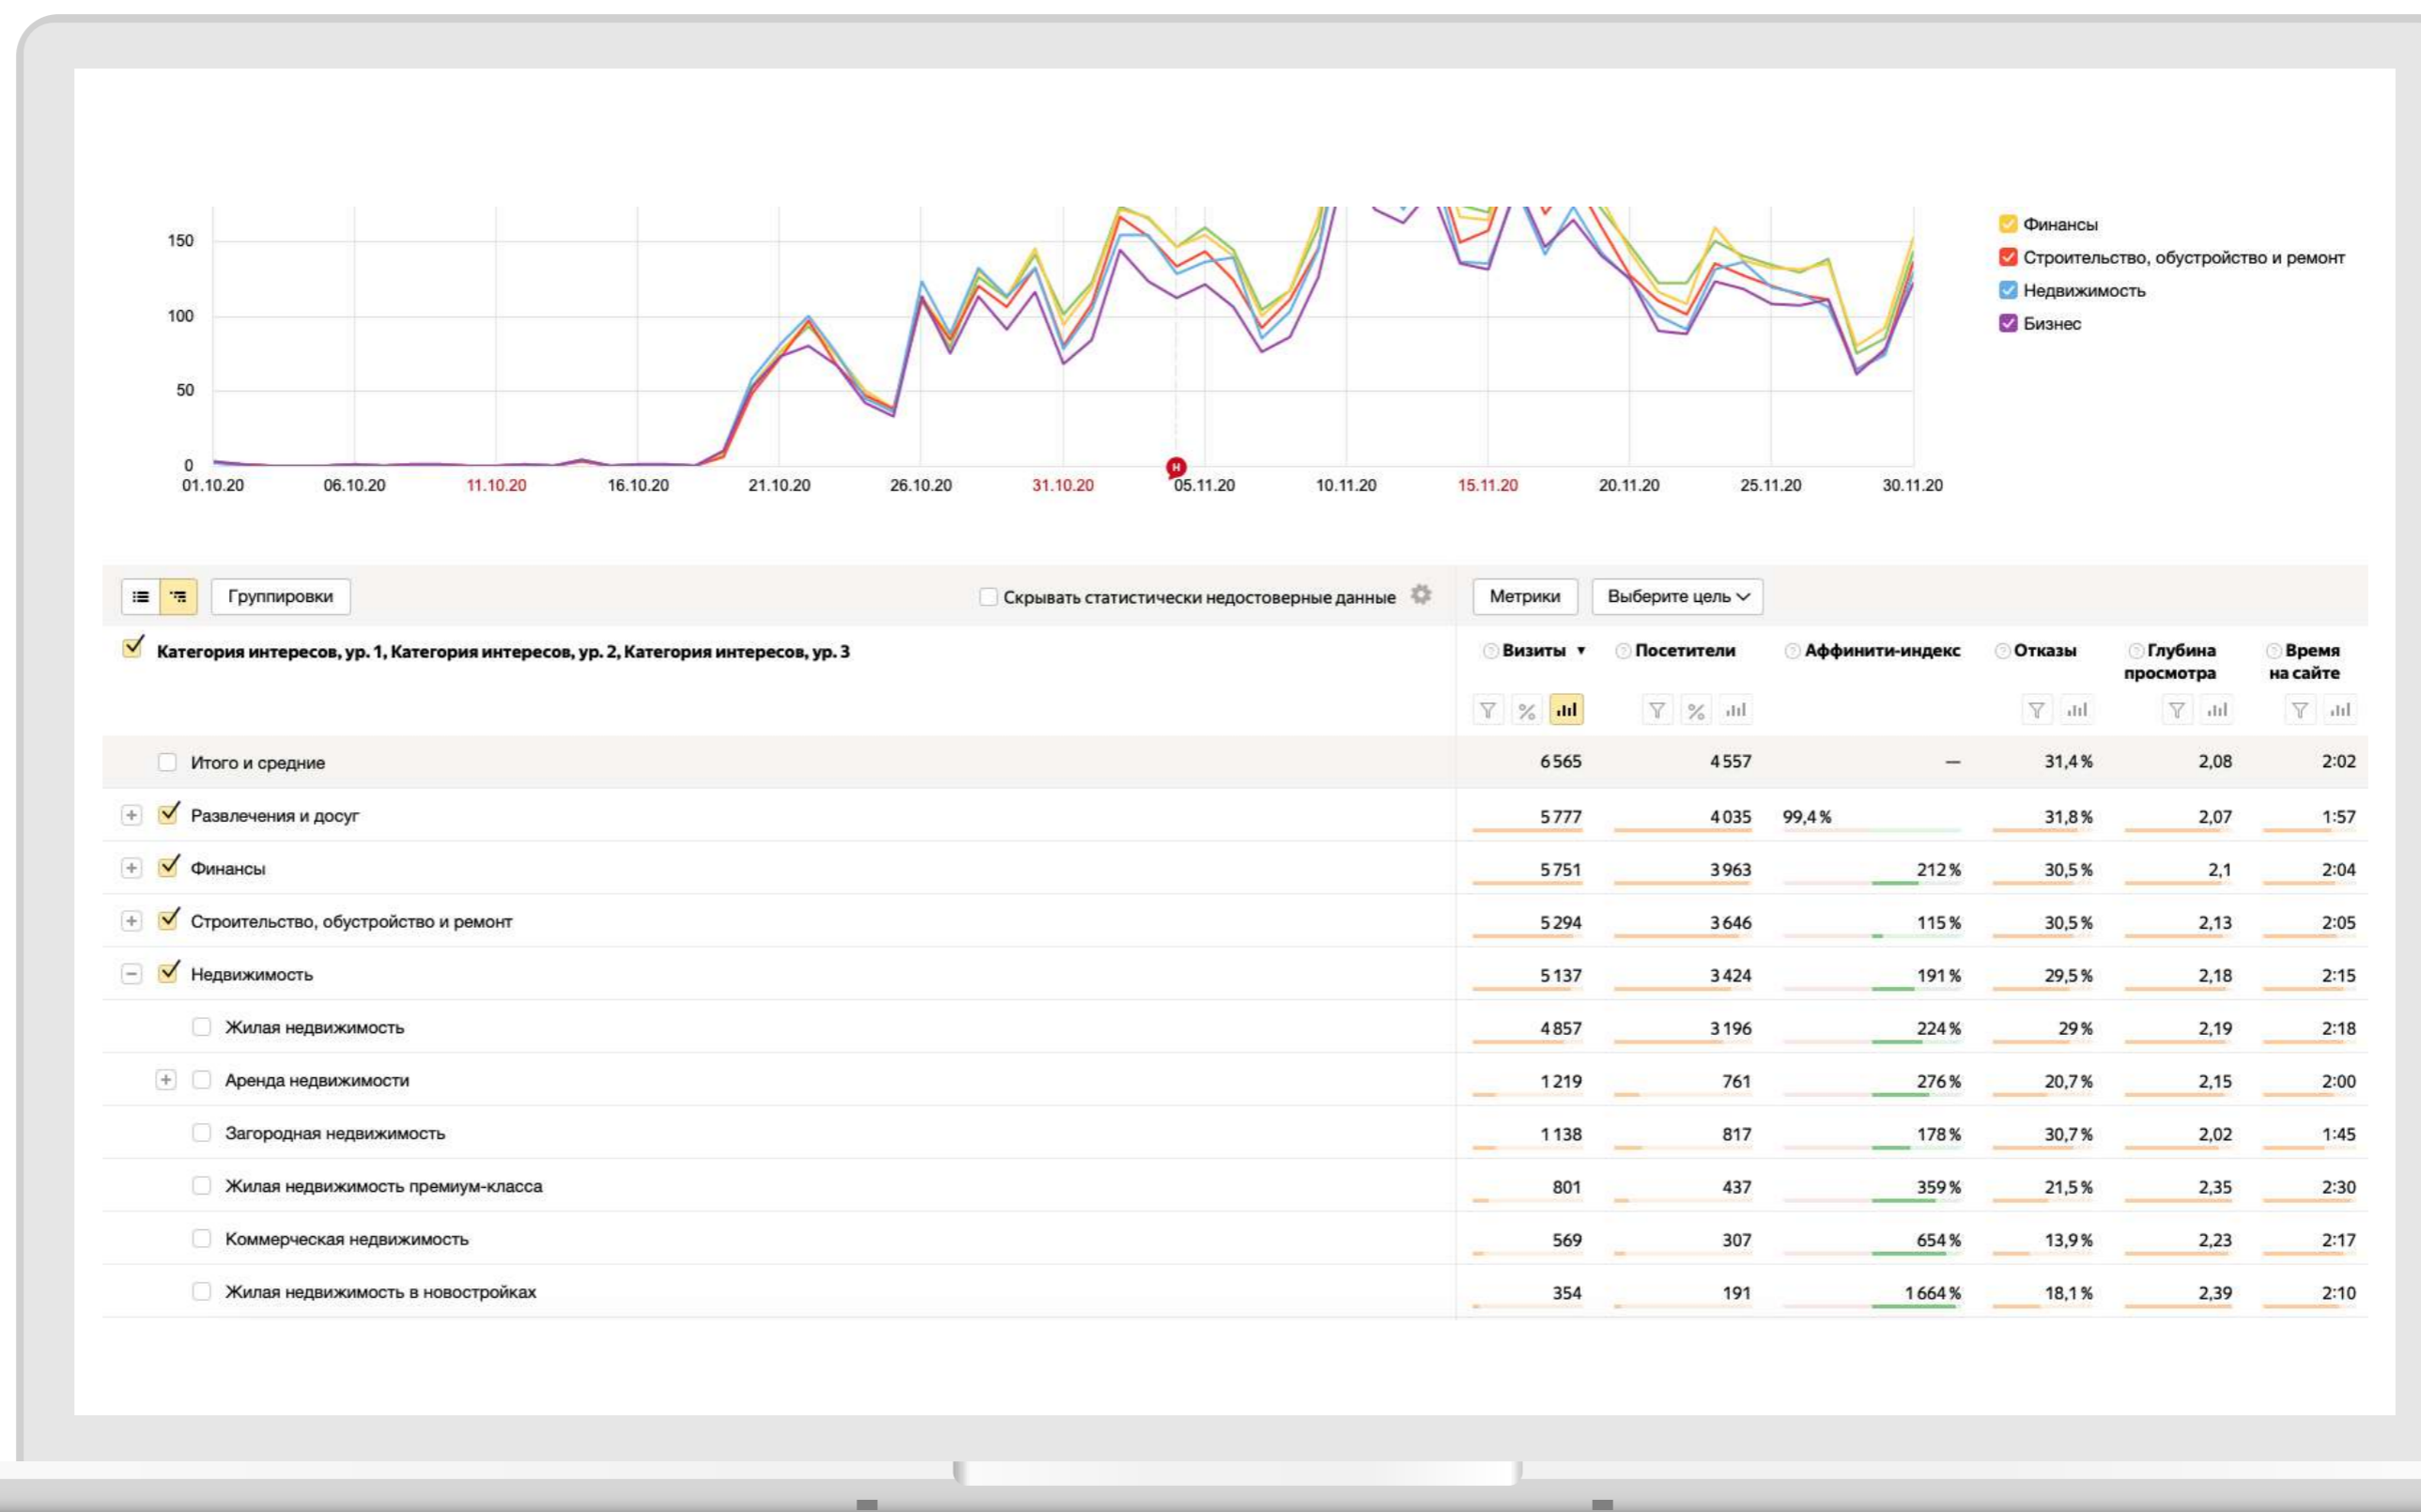 150
100
50
0
01.10.20 06.10.20 11.10.20 16.10.20 21.10.20 26.10.20 31.10.20 05.11.20 10.11.20 15.11.20 20.11.20 25.11.20 30.11.20
Н
Финансы
Строительство, обустройство и ремонт
Недвижимость
Бизнес
Группировки Скрывать статистически недостоверные данные Метрики Выберите цель
Категория интересов, ур. 1, Категория интересов, ур. 2, Категория интересов, ур. 3 ? Визиты ▼ ? Посетители ? Аффинити-индекс ? Отказы ? Глубина просмотра ? Время на сайте
% %
Итого и средние 6 565 4 557 — 31,4 % 2,08 2:02
Развлечения и досуг 5 777 4 035 99,4 % 31,8 % 2,07 1:57
Финансы 5 751 3 963 212 % 30,5 % 2,1 2:04
Строительство, обустройство и ремонт 5 294 3 646 115 % 30,5 % 2,13 2:05
Недвижимость 5 137 3 424 191 % 29,5 % 2,18 2:15
Жилая недвижимость 4 857 3 196 224 % 29 % 2,19 2:18
Аренда недвижимости 1 219 761 276 % 20,7 % 2,15 2:00
Загородная недвижимость 1 138 817 178 % 30,7 % 2,02 1:45
Жилая недвижимость премиум-класса 801 437 359 % 21,5 % 2,35 2:30
Коммерческая недвижимость 569 307 654 % 13,9 % 2,23 2:17
Жилая недвижимость в новостройках 354 191 1 664 % 18,1 % 2,39 2:10